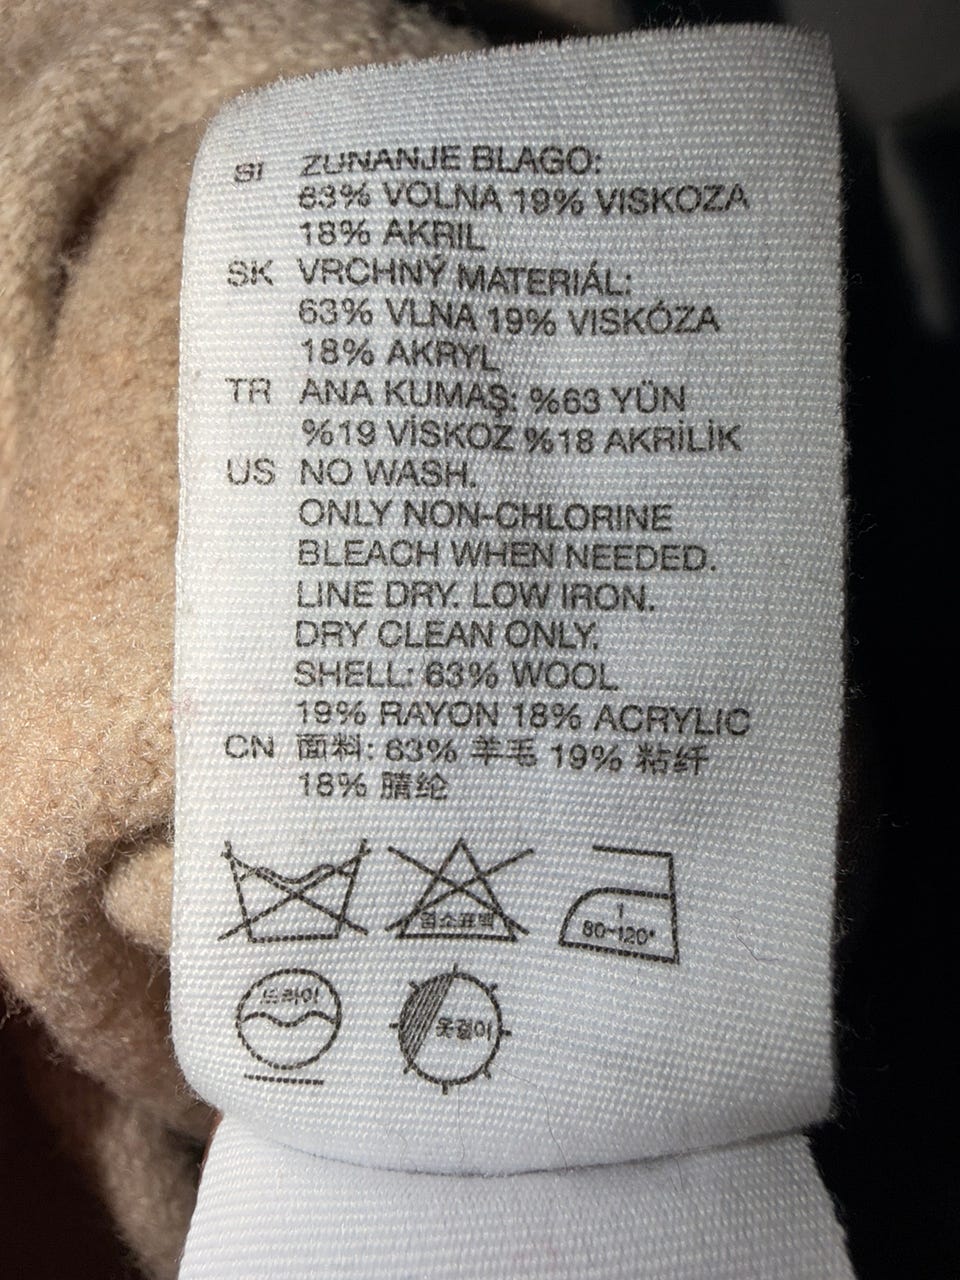 SI ZUNANJE BLAGO:
63% VOLNA 19% VISKOZA
18% AKRIL
SK VRCHNÝ MATERIÁL:
63% VLNA 19% VISKÓZA
18% AKRYL
TR ANA KUMAŞ: %63 YÜN
%19 VİSKOZ %18 AKRİLİK
US NO WASH.
ONLY NON-CHLORINE
BLEACH WHEN NEEDED.
LINE DRY. LOW IRON.
DRY CLEAN ONLY.
SHELL: 63% WOOL
19% RAYON 18% ACRYLIC
CN 面料: 63% 羊毛 19% 粘纤
18% 腈纶
염소표백
80~120°
드라이
옷걸이